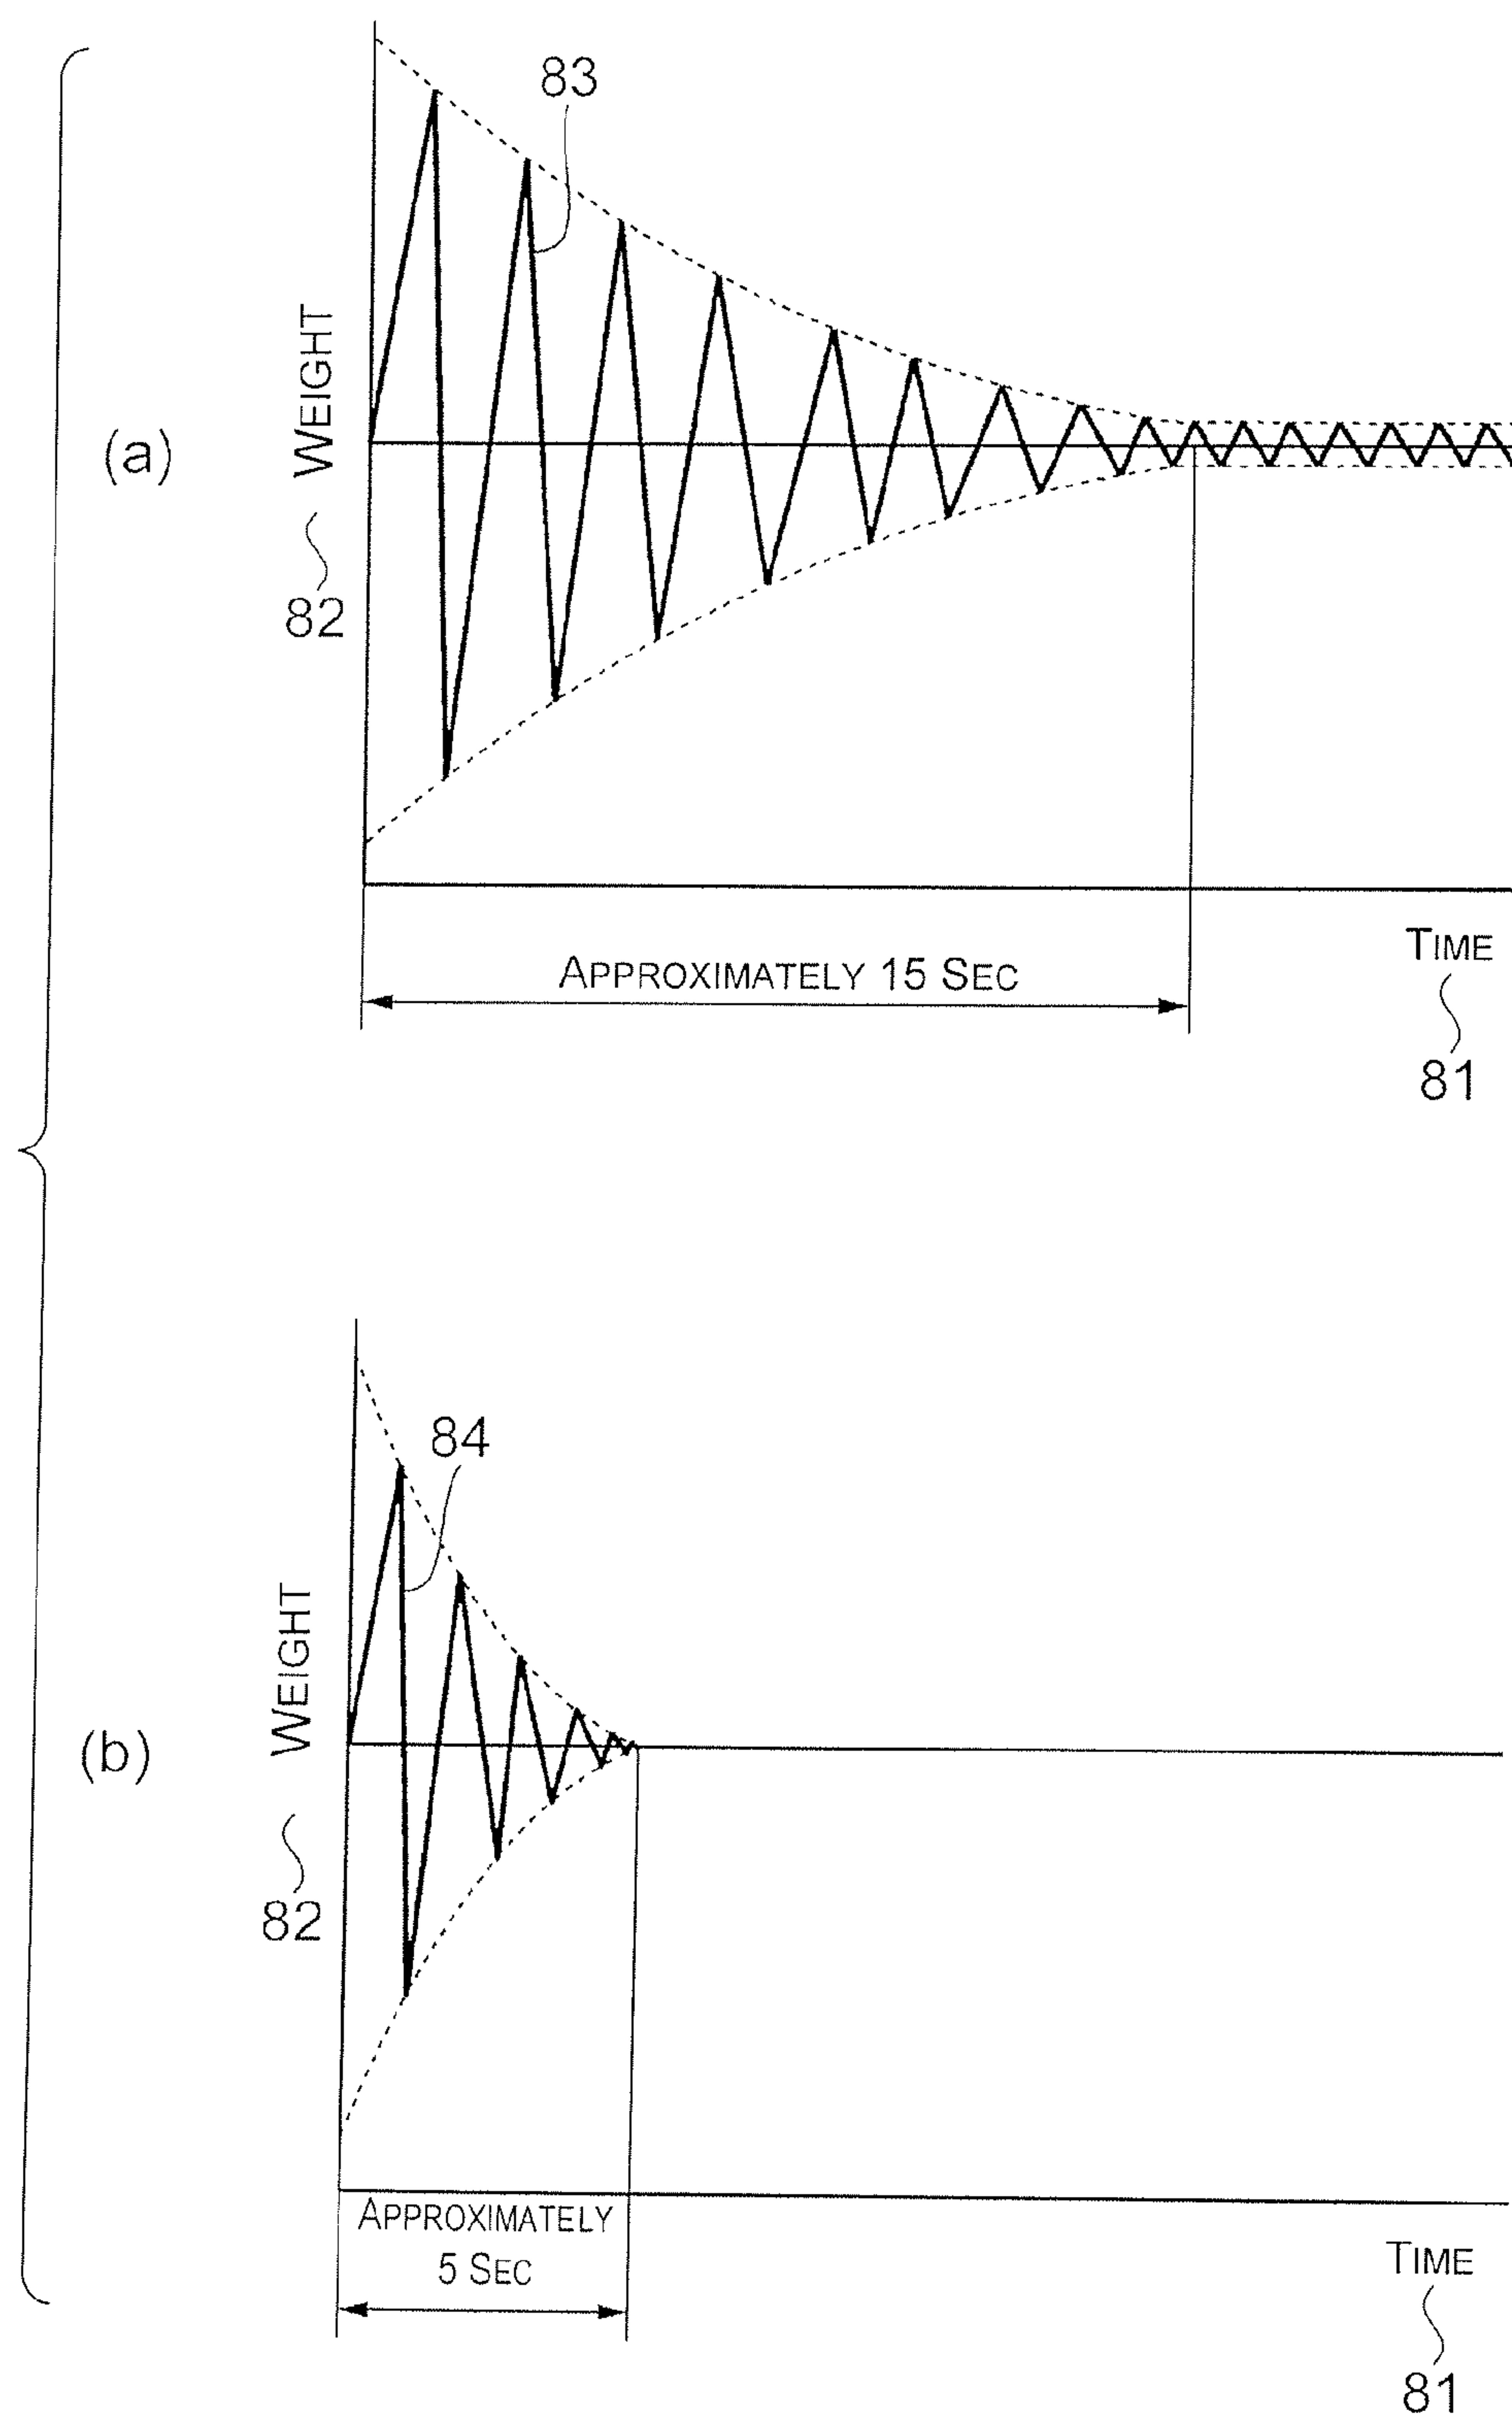 83
WEIGHT
(a)
82
APPROXIMATELY 15 SEC
TIME
81
84
WEIGHT
(b)
82
APPROXIMATELY
5 SEC
TIME
81